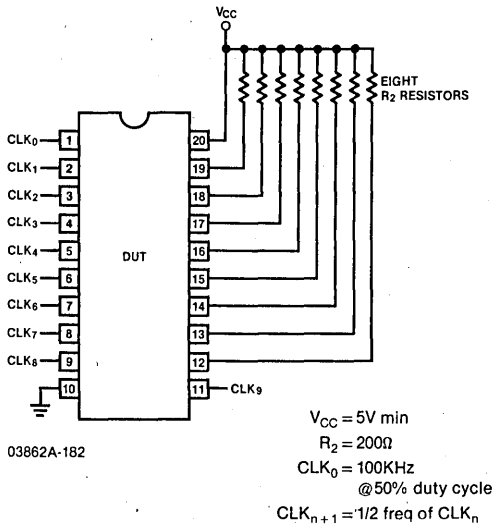 VCC
EIGHT
R2 RESISTORS
CLK0
1
20
CLK1
2
19
CLK2
3
18
CLK3
4
17
CLK4
5
16
DUT
CLK5
6
15
CLK6
7
14
CLK7
8
13
CLK8
9
12
10
11
CLK9
03862A-182
VCC = 5V min
R2 = 200Ω
CLK0 = 100KHz
@50% duty cycle
CLKn + 1 = 1/2 freq of CLKn